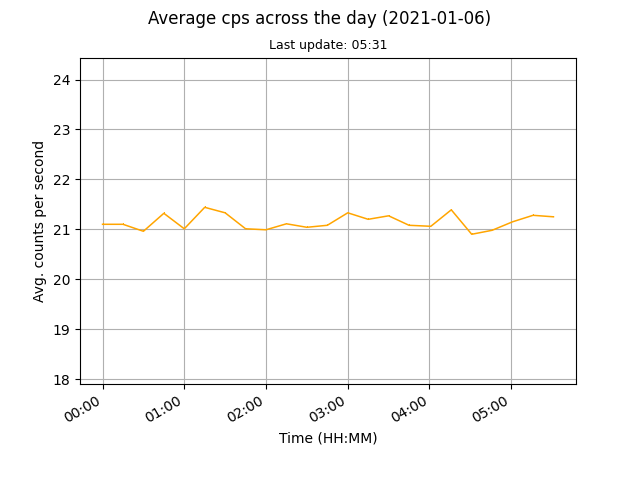 Average cps across the day (2021-01-06)
Last update: 05:31
24
23
22
21
20
19
18
Avg. counts per second
00:00 01:00 02:00 03:00 04:00 05:00
Time (HH:MM)